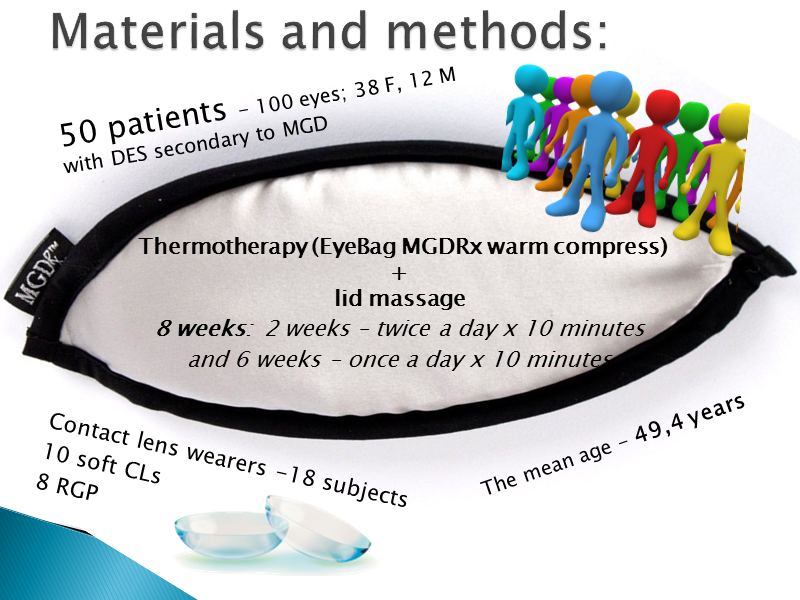 Materials and methods:
50 patients – 100 eyes; 38 F, 12 M
with DES secondary to MGD
MGDRx™
Thermotherapy (EyeBag MGDRx warm compress)
+
lid massage
8 weeks: 2 weeks – twice a day x 10 minutes
and 6 weeks – once a day x 10 minutes
Contact lens wearers -18 subjects
10 soft CLs
8 RGP
The mean age – 49,4 years